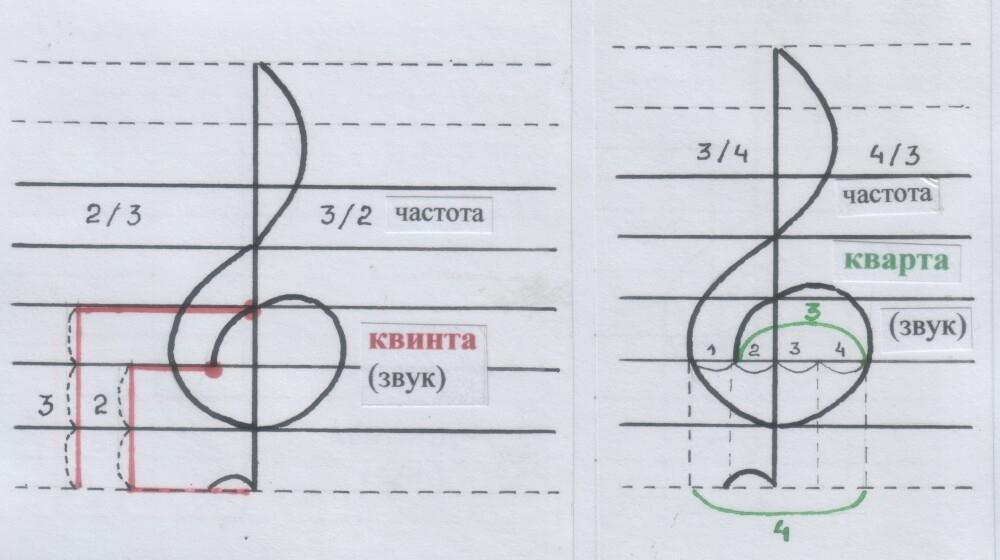 2/3
3/2 частота
квинта
(звук)
3
2
3/4
4/3
частота
кварта
3
(звук)
1 2 3 4
4